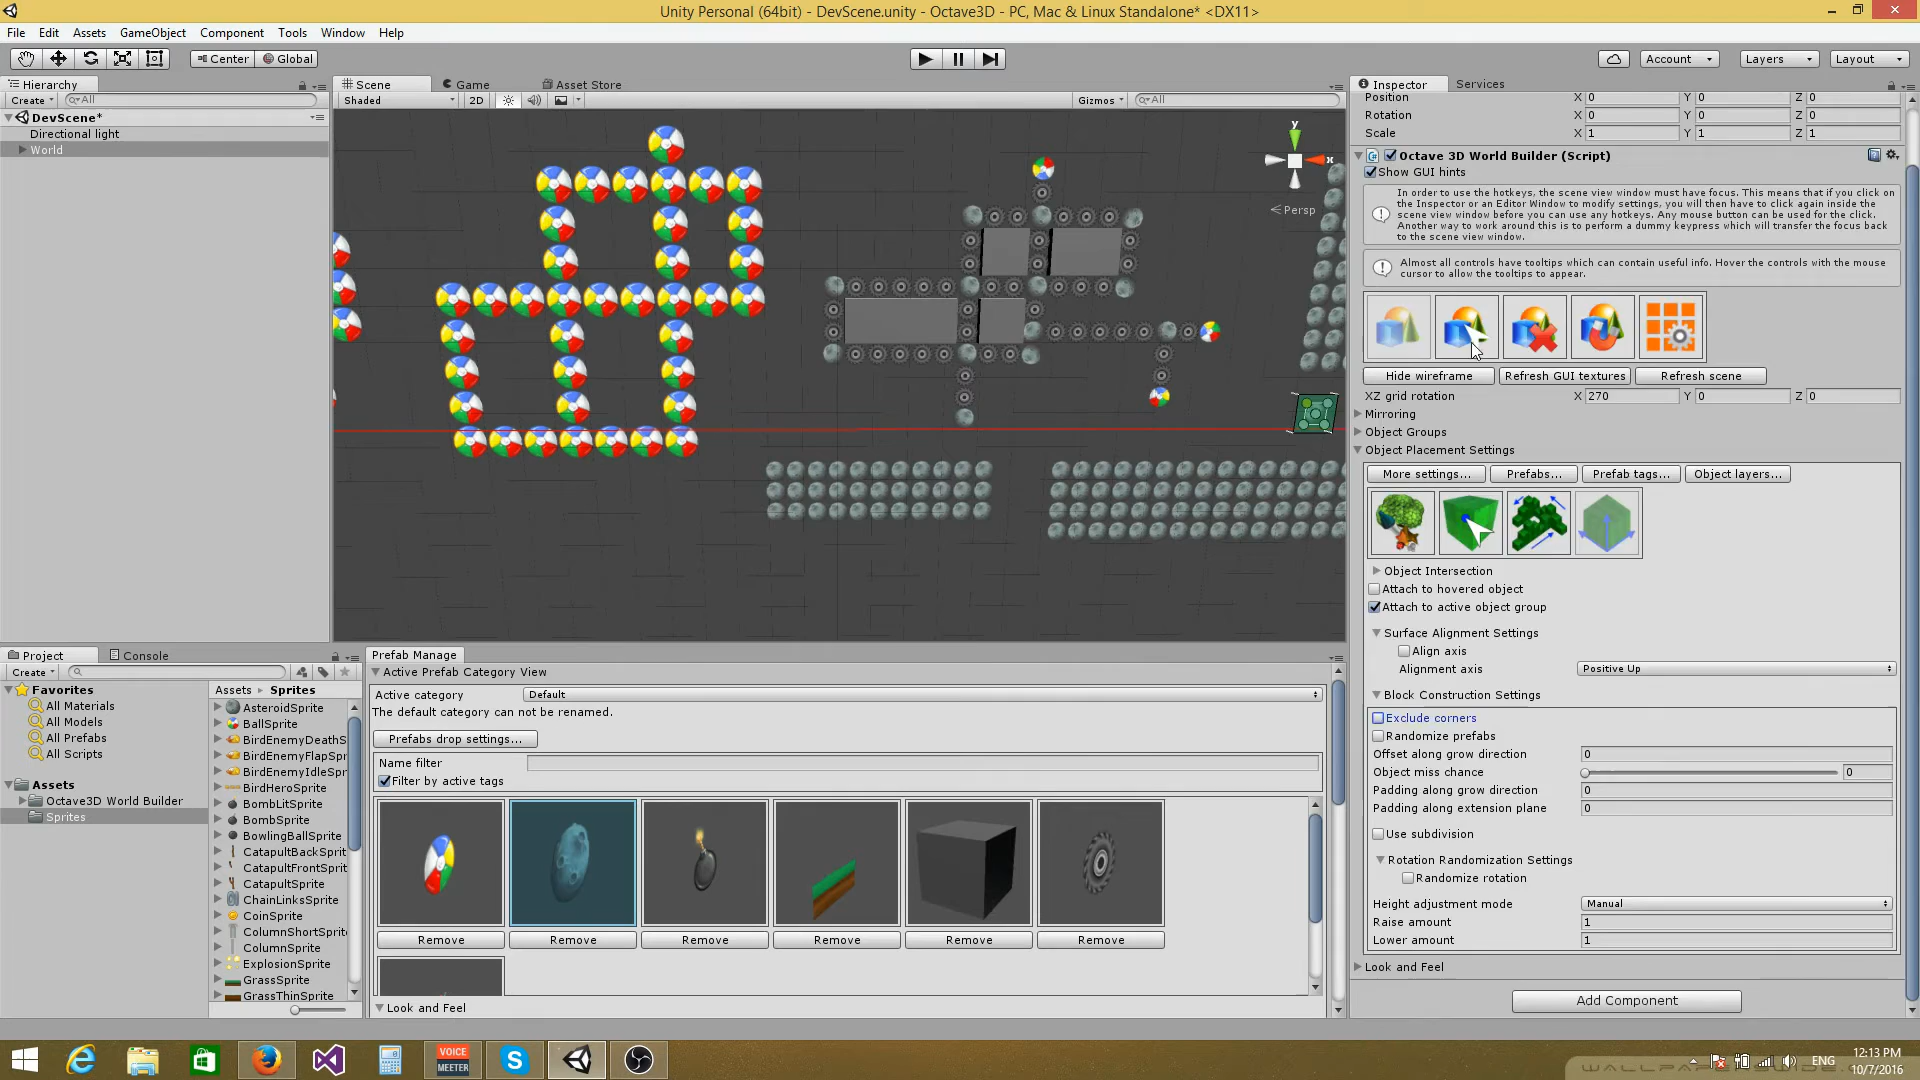 Unity Personal (64bit) - DevScene.unity - Octave3D - PC, Mac & Linux Standalone* <DX11>
File Edit Assets GameObject Component Tools Window Help
Center Global Account Layers Layout
Hierarchy
Create All
DevScene*
Directional light
World
Scene Game Asset Store
Shaded 2D Gizmos All
y
x
Persp
Inspector Services
Position X 0 Y 0 Z 0
Rotation X 0 Y 0 Z 0
Scale X 1 Y 1 Z 1
Octave 3D World Builder (Script)
Show GUI hints
In order to use the hotkeys, the scene view window must have focus. This means that if you click on
the Inspector or an Editor Window to modify settings, you will then have to click again inside the
scene view window before you can use any hotkeys. Any mouse button can be used for the click.
Another way to work around this is to perform a dummy keypress which will transfer the focus back
to the scene view window.
Almost all controls have tooltips which can contain useful info. Hover the controls with the mouse
cursor to allow the tooltips to appear.
Hide wireframe Refresh GUI textures Refresh scene
XZ grid rotation X 270 Y 0 Z 0
Mirroring
Object Groups
Object Placement Settings
More settings... Prefabs... Prefab tags... Object layers...
Object Intersection
Attach to hovered object
Attach to active object group
Surface Alignment Settings
Align axis
Alignment axis Positive Up
Block Construction Settings
Exclude corners
Randomize prefabs
Offset along grow direction 0
Object miss chance 0
Padding along grow direction 0
Padding along extension plane 0
Use subdivision
Rotation Randomization Settings
Randomize rotation
Height adjustment mode Manual
Raise amount 1
Lower amount 1
Look and Feel
Add Component
Project Console
Create
Favorites
All Materials
All Models
All Prefabs
All Scripts
Assets
Octave3D World Builder
Sprites
Assets Sprites
AsteroidSprite
BallSprite
BirdEnemyDeathS
BirdEnemyFlapSpr
BirdEnemyIdleSpr
BirdHeroSprite
BombLitSprite
BombSprite
BowlingBallSprite
CatapultBackSprit
CatapultFrontSpri
CatapultSprite
ChainLinksSprite
CoinSprite
ColumnShortSprit
ColumnSprite
ExplosionSprite
GrassSprite
GrassThinSprite
Prefab Manage
Active Prefab Category View
Active category Default
The default category can not be renamed.
Prefabs drop settings...
Name filter
Filter by active tags
Remove Remove Remove Remove Remove Remove
Look and Feel
VOICE
MEETER
ENG
12:13 PM
10/7/2016